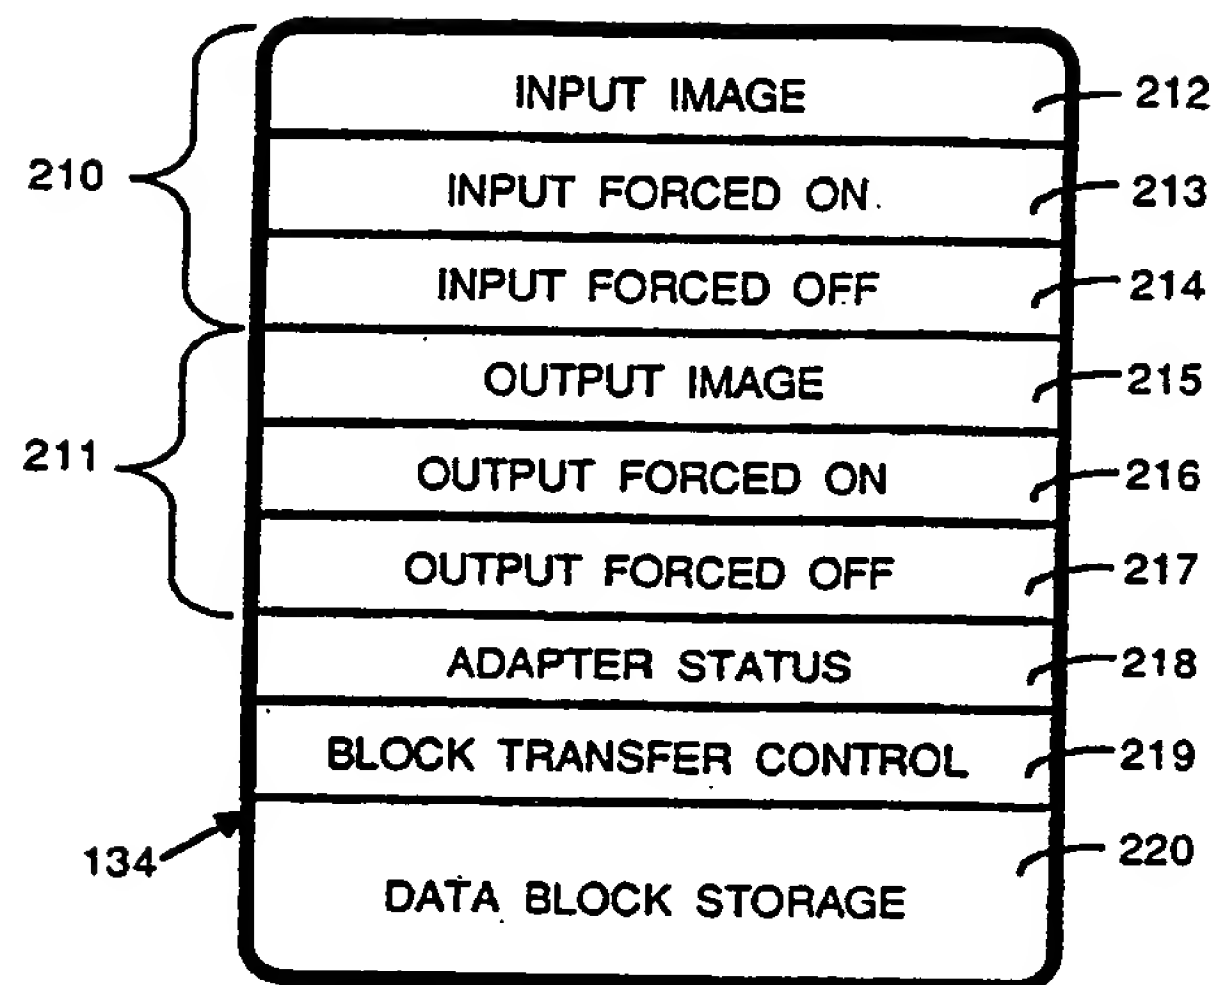 INPUT IMAGE 212
210 INPUT FORCED ON 213
INPUT FORCED OFF 214
OUTPUT IMAGE 215
211 OUTPUT FORCED ON 216
OUTPUT FORCED OFF 217
ADAPTER STATUS 218
BLOCK TRANSFER CONTROL 219
134 220
DATA BLOCK STORAGE